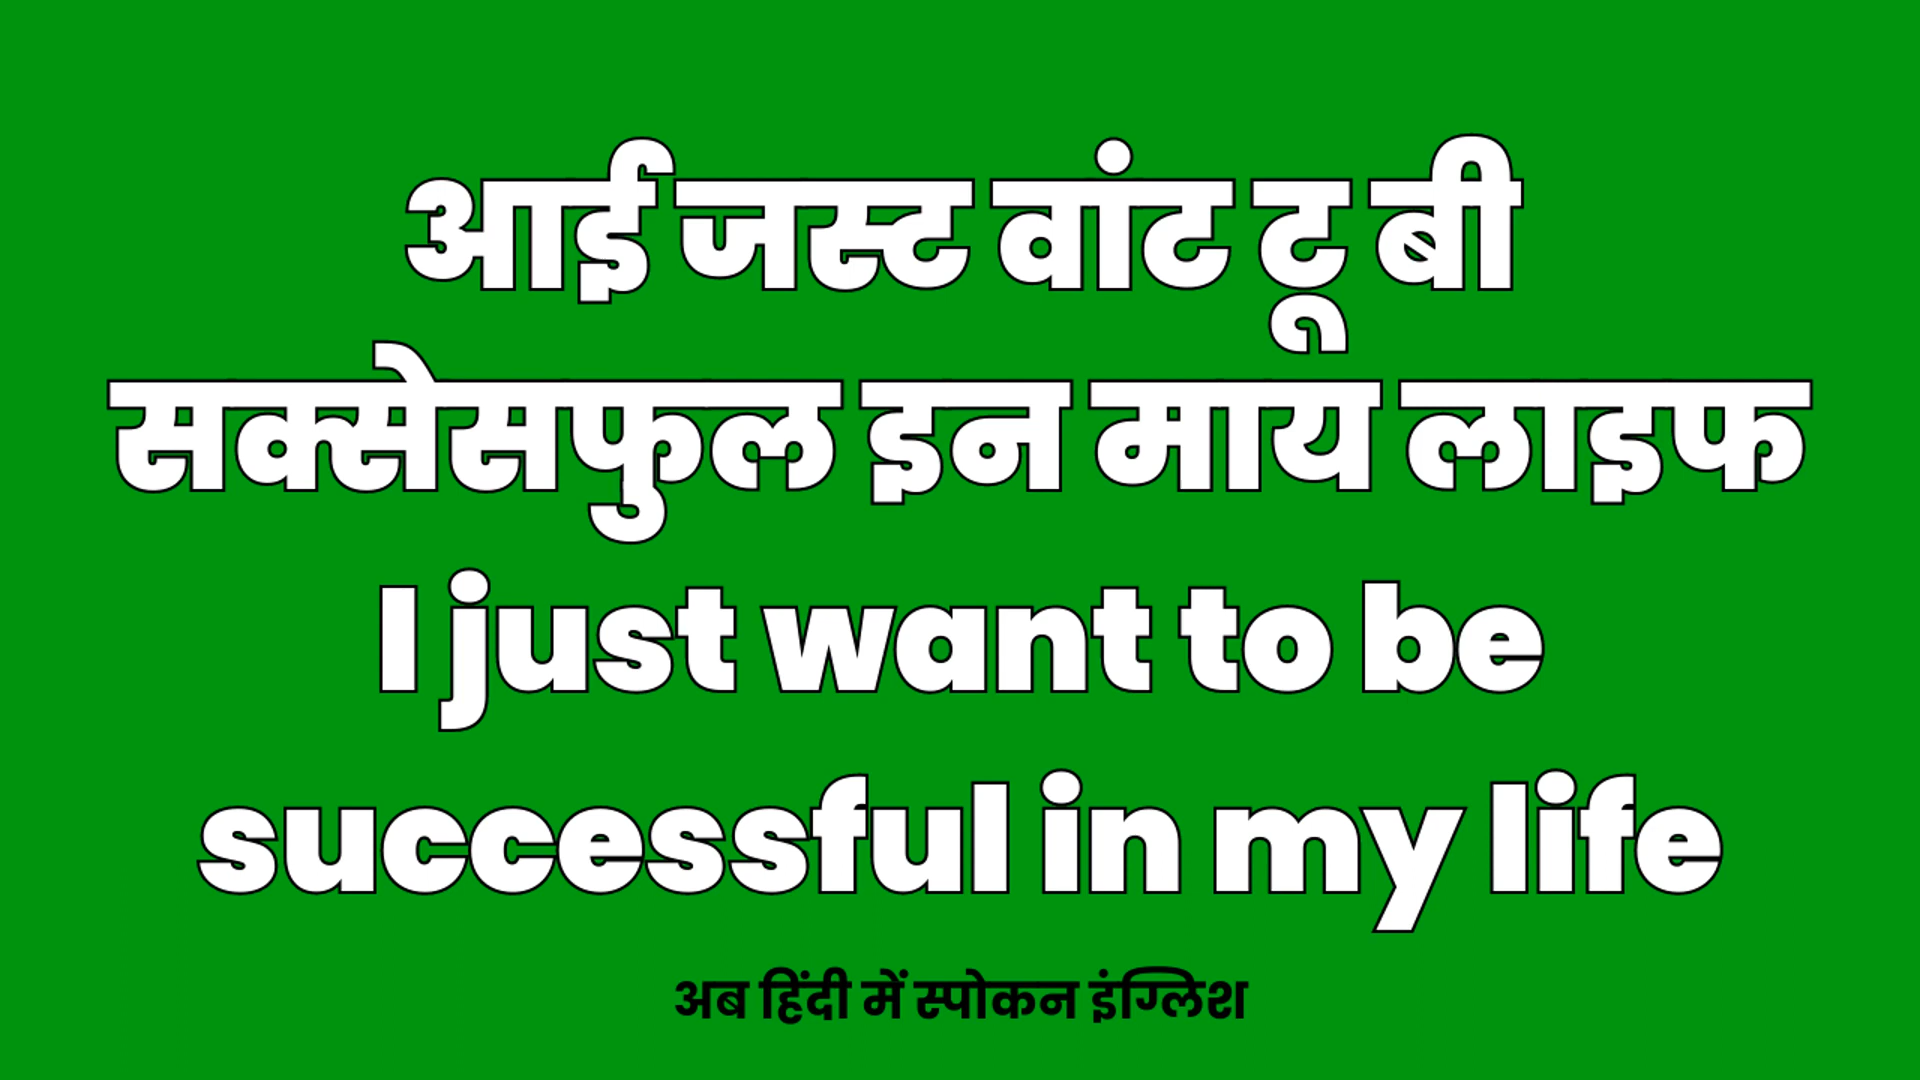 आई जस्ट वांट टू बी
सक्सेसफुल इन माय लाइफ
I just want to be
successful in my life
अब हिंदी में स्पोकन इंग्लिश